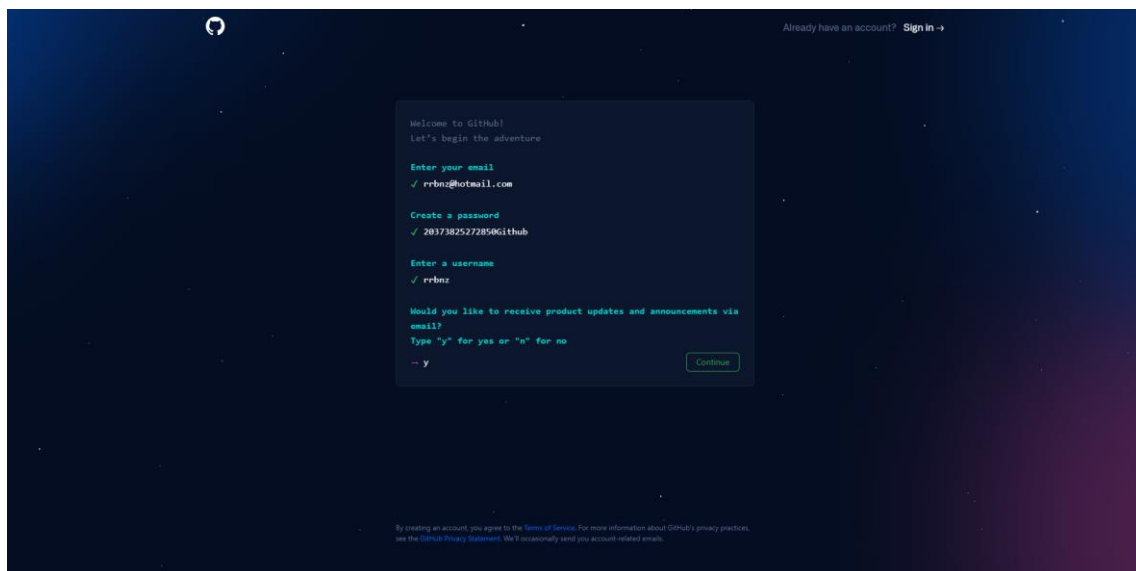 Already have an account? Sign in →
Welcome to GitHub!
Let's begin the adventure
Enter your email
✓ rrbnz@hotmail.com
Create a password
✓ 20373825272850Github
Enter a username
✓ rrbnz
Would you like to receive product updates and announcements via
email?
Type "y" for yes or "n" for no
→ y
Continue
By creating an account, you agree to the Terms of Service. For more information about GitHub's privacy practices,
see the GitHub Privacy Statement. We'll occasionally send you account-related emails.